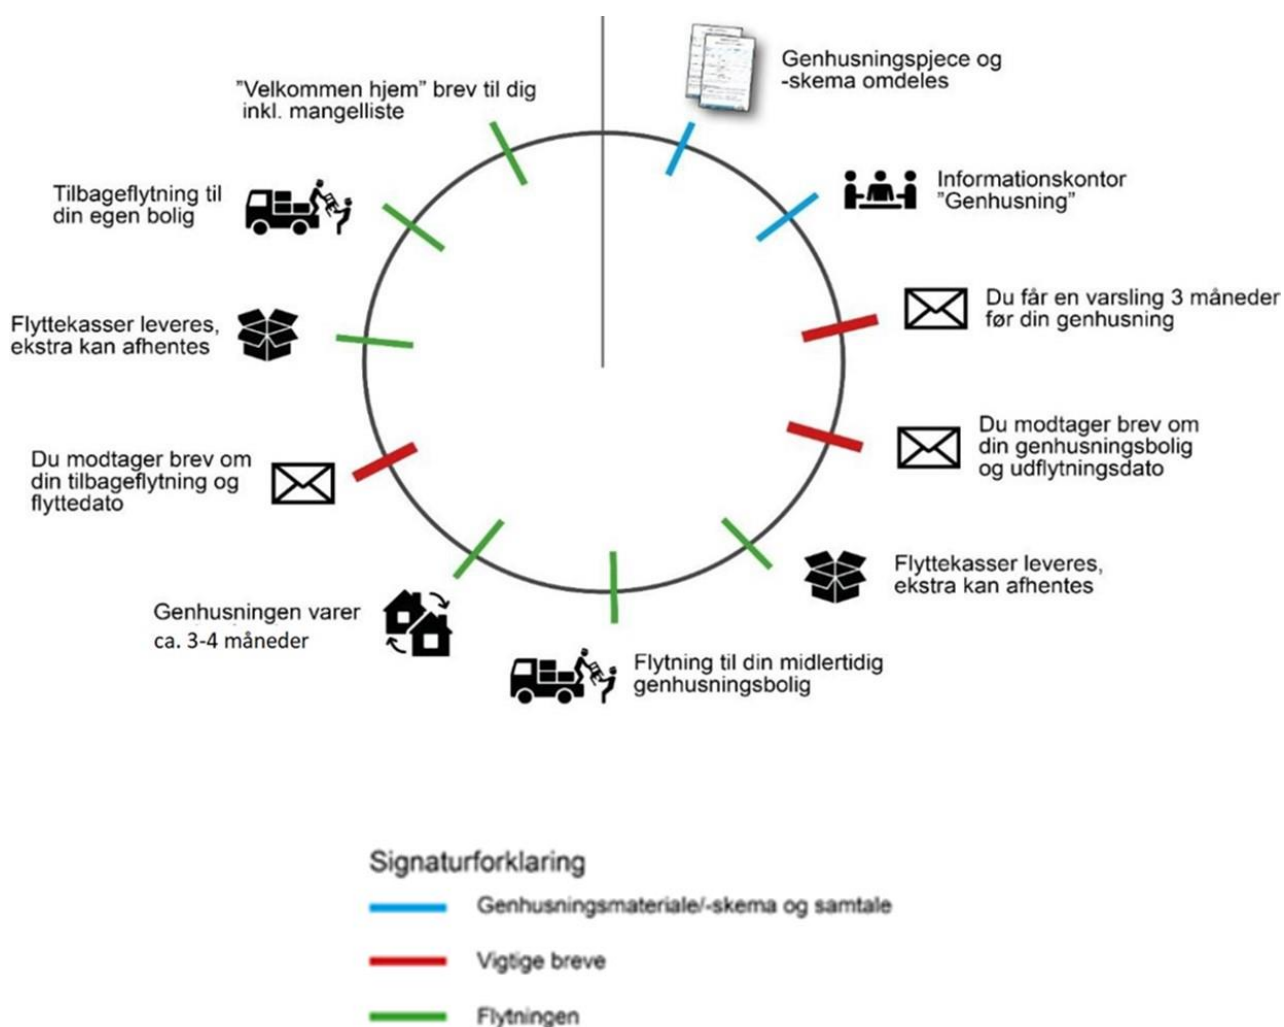 Genhusningspjece og
-skema omdeles
Informationskontor
"Genhusning"
Du får en varsling 3 måneder
før din genhusning
Du modtager brev om
din genhusningsbolig
og udflytningsdato
Flyttekasser leveres,
ekstra kan afhentes
Flytning til din midlertidig
genhusningsbolig
Genhusningen varer
ca. 3-4 måneder
Du modtager brev om
din tilbageflytning og
flyttedato
Flyttekasser leveres,
ekstra kan afhentes
Tilbageflytning til
din egen bolig
"Velkommen hjem" brev til dig
inkl. mangelliste
Signaturforklaring
Genhusningsmateriale/-skema og samtale
Vigtige breve
Flytningen